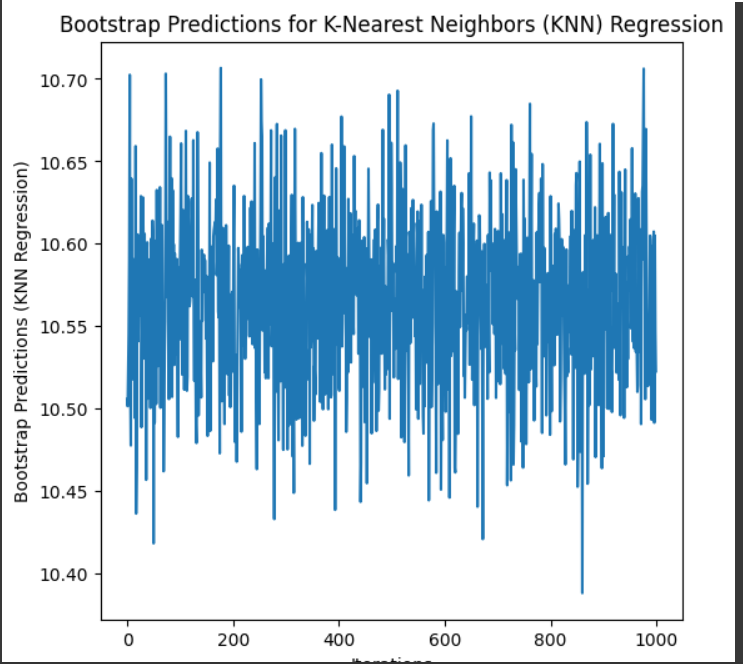 Bootstrap Predictions for K-Nearest Neighbors (KNN) Regression
Bootstrap Predictions (KNN Regression)
10.70
10.65
10.60
10.55
10.50
10.45
10.40
0 200 400 600 800 1000
Iterations